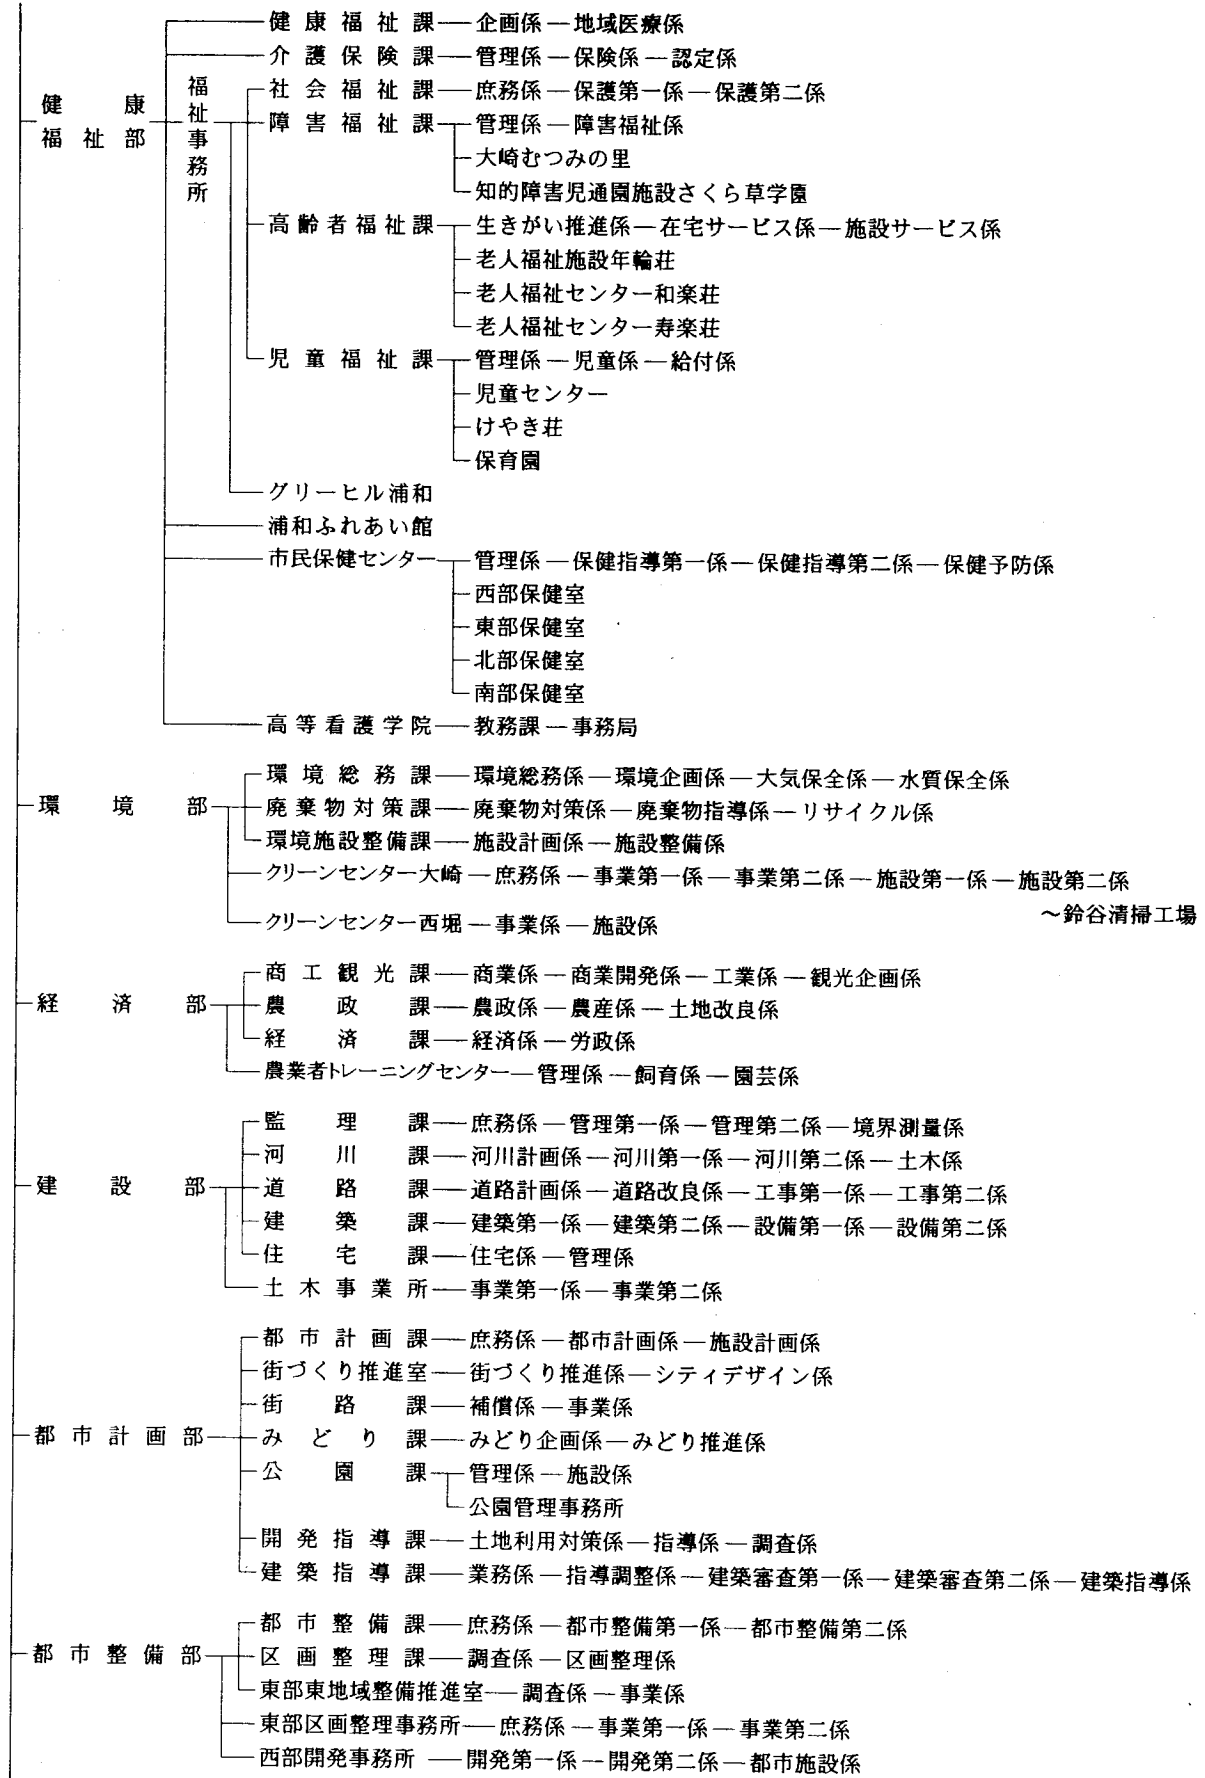 健康福祉課―企画係―地域医療係
介護保険課―管理係―保険係―認定係
健康福祉部
福祉事務所
社会福祉課―庶務係―保護第一係―保護第二係
障害福祉課―管理係―障害福祉係
大崎むつみの里
知的障害児通園施設さくら草学園
高齢者福祉課―生きがい推進係―在宅サービス係―施設サービス係
老人福祉施設年輪荘
老人福祉センター和楽荘
老人福祉センター寿楽荘
児童福祉課―管理係―児童係―給付係
児童センター
けやき荘
保育園
グリーヒル浦和
浦和ふれあい館
市民保健センター―管理係―保健指導第一係―保健指導第二係―保健予防係
西部保健室
東部保健室
北部保健室
南部保健室
高等看護学院―教務課―事務局
環境総務課―環境総務係―環境企画係―大気保全係―水質保全係
環境部―廃棄物対策課―廃棄物対策係―廃棄物指導係―リサイクル係
環境施設整備課―施設計画係―施設整備係
クリーンセンター大崎―庶務係―事業第一係―事業第二係―施設第一係―施設第二係
～鈴谷清掃工場
クリーンセンター西堀―事業係―施設係
商工観光課―商業係―商業開発係―工業係―観光企画係
経済部―農政課―農政係―農産係―土地改良係
経済課―経済係―労政係
農業者トレーニングセンター―管理係―飼育係―園芸係
監理課―庶務係―管理第一係―管理第二係―境界測量係
河川課―河川計画係―河川第一係―河川第二係―土木係
建設部―道路課―道路計画係―道路改良係―工事第一係―工事第二係
建築課―建築第一係―建築第二係―設備第一係―設備第二係
住宅課―住宅係―管理係
土木事業所―事業第一係―事業第二係
都市計画課―庶務係―都市計画係―施設計画係
街づくり推進室―街づくり推進係―シティデザイン係
街路課―補償係―事業係
都市計画部―みどり課―みどり企画係―みどり推進係
公園課―管理係―施設係
公園管理事務所
開発指導課―土地利用対策係―指導係―調査係
建築指導課―業務係―指導調整係―建築審査第一係―建築審査第二係―建築指導係
都市整備課―庶務係―都市整備第一係―都市整備第二係
都市整備部―区画整理課―調査係―区画整理係
東部東地域整備推進室―調査係―事業係
東部区画整理事務所―庶務係―事業第一係―事業第二係
西部開発事務所―開発第一係―開発第二係―都市施設係